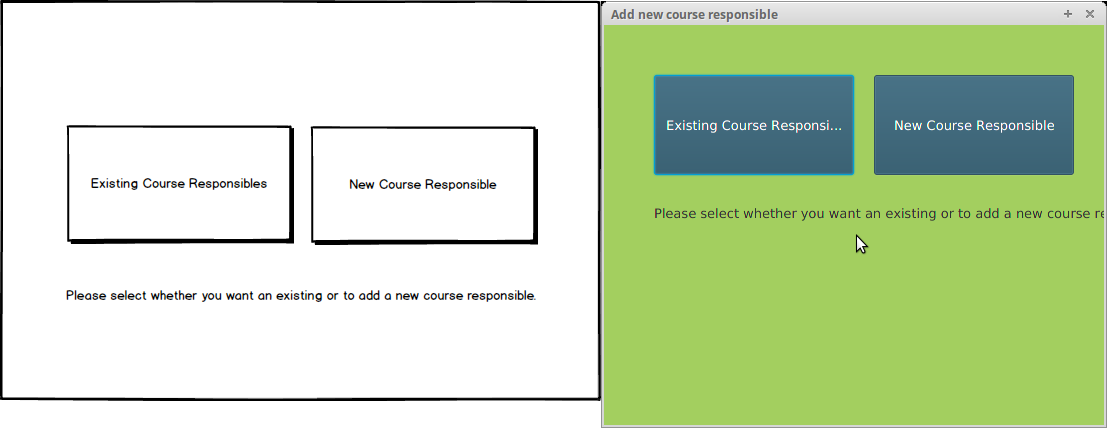 Existing Course Responsibles
New Course Responsible
Please select whether you want an existing or to add a new course responsible.
Add new course responsible
Existing Course Responsi...
New Course Responsible
Please select whether you want an existing or to add a new course re